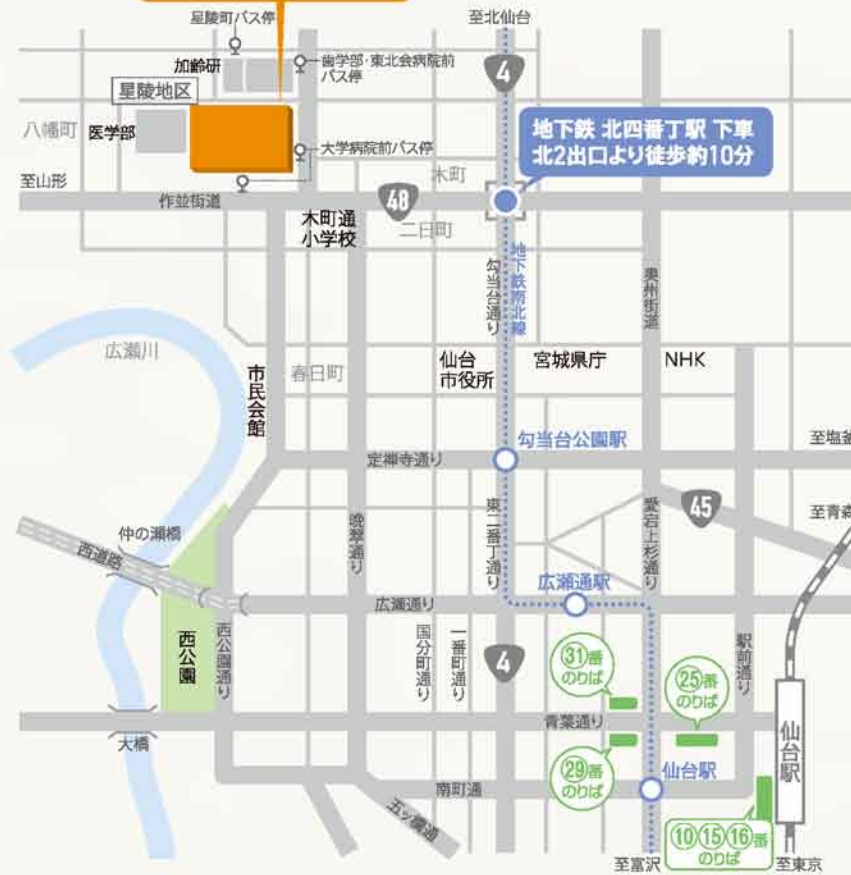 星陵町バス停
至北仙台
4
加齢研
歯学部・東北会病院前
バス停
星陵地区
八幡町
医学部
地下鉄 北四番丁駅 下車
北2出口より徒歩約10分
大学病院前バス停
至山形
作並街道
48
木町
木町通
小学校
二日町
勾当台通り
地下鉄南北線
奥州街道
広瀬川
市民会館
春日町
仙台
市役所
宮城県庁
NHK
定禅寺通り
勾当台公園駅
至塩釜
仲の瀬橋
西道路
晩翠通り
東二番丁通り
愛宕上杉通り
45
至青森
広瀬通駅
広瀬通り
西公園
西公園通り
国分町通り
一番町通り
4
31番
のりば
25番
のりば
駅前通り
青葉通り
大橋
29番
のりば
仙台駅
仙台駅
南町通
五ッ橋通
10 15 16番
のりば
至富沢
至東京